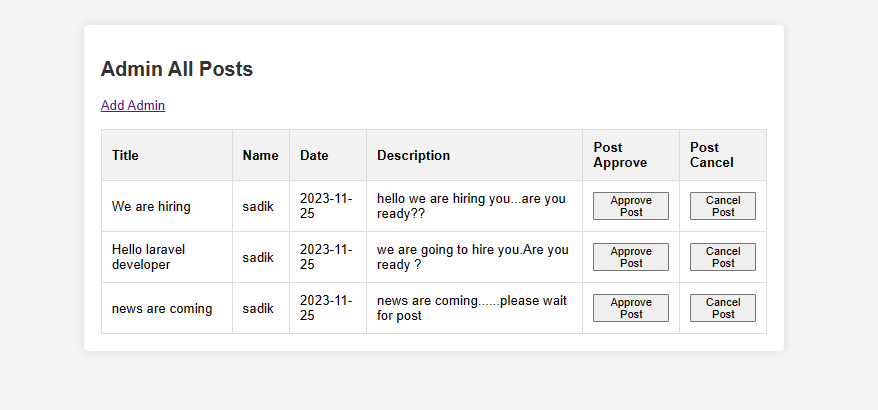 Admin All Posts
Add Admin
Title Name Date Description Post Approve Post Cancel
We are hiring sadik 2023-11-25 hello we are hiring you...are you ready?? Approve Post Cancel Post
Hello laravel developer sadik 2023-11-25 we are going to hire you.Are you ready ? Approve Post Cancel Post
news are coming sadik 2023-11-25 news are coming......please wait for post Approve Post Cancel Post